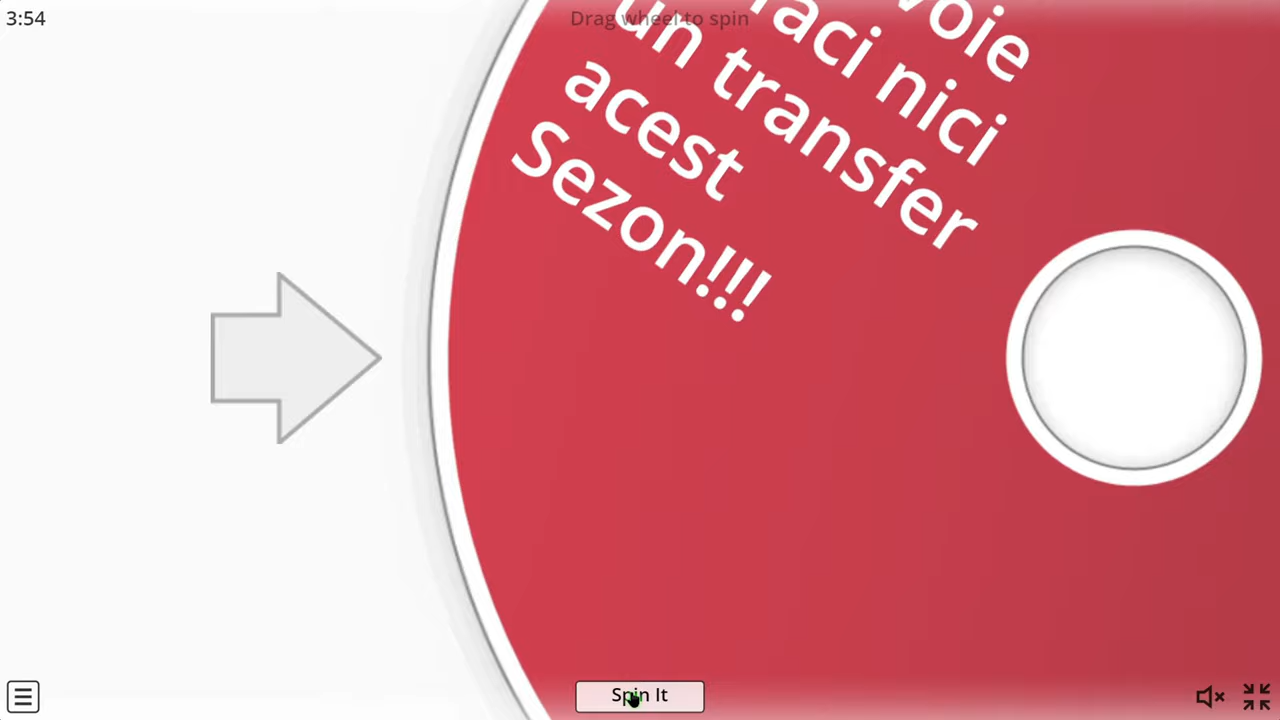 3:54
Drag wheel to spin
voie
faci nici
un transfer
acest
Sezon!!!
Spin It